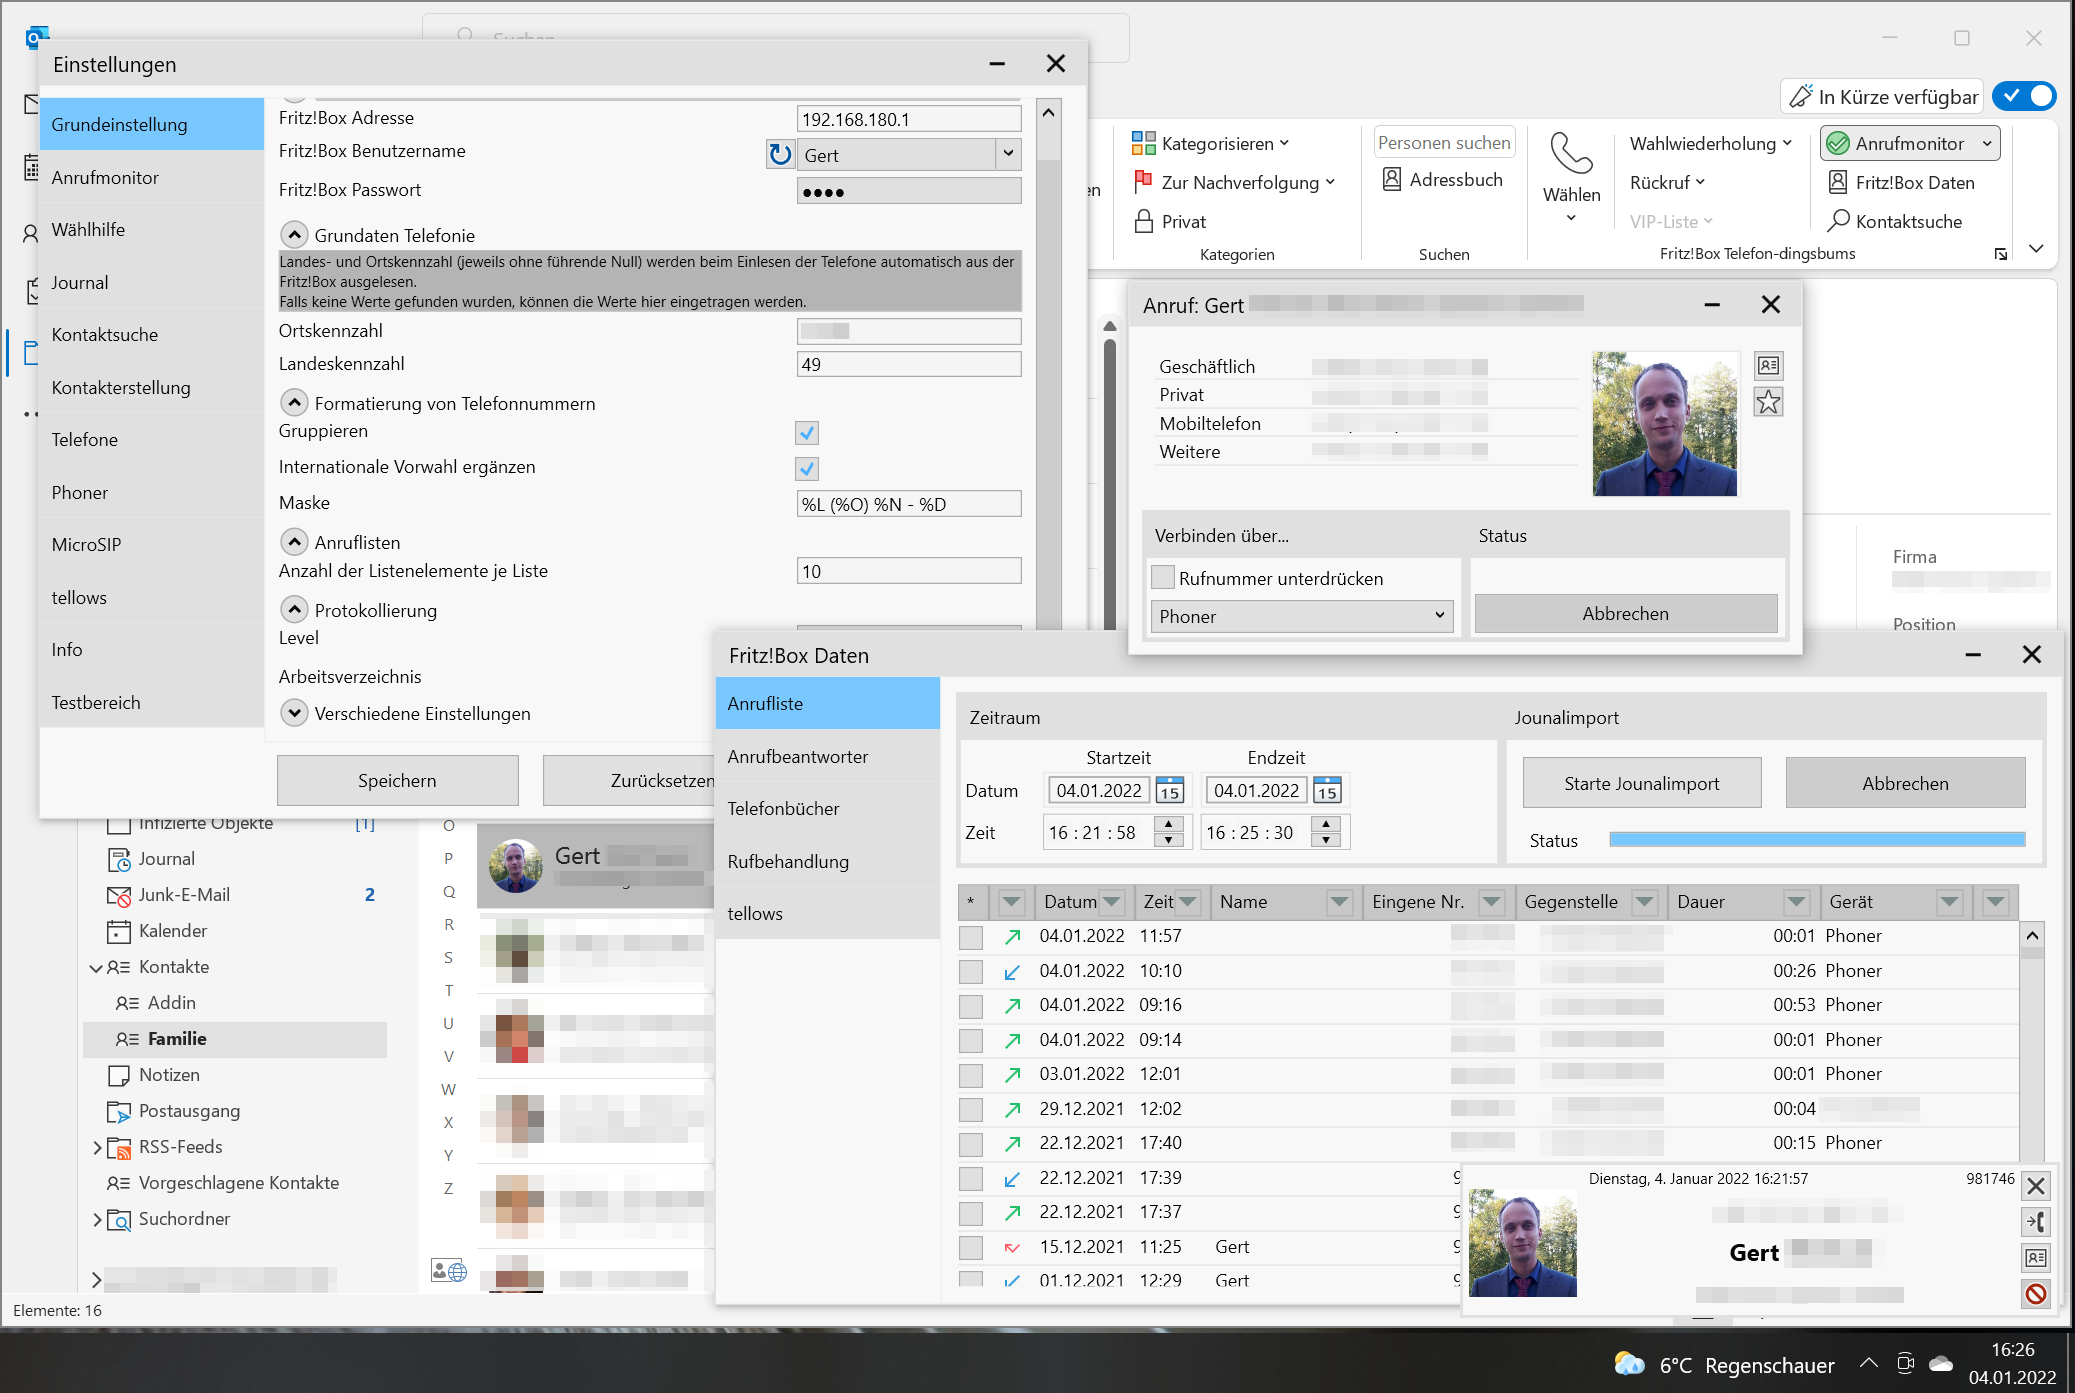 Einstellungen
Grundeinstellung
Anrufmonitor
Wählhilfe
Journal
Kontaktsuche
Kontakterstellung
Telefone
Phoner
MicroSIP
tellows
Info
Testbereich
Fritz!Box Adresse
192.168.180.1
Fritz!Box Benutzername
Gert
Fritz!Box Passwort
Grundaten Telefonie
Landes- und Ortskennzahl (jeweils ohne führende Null) werden beim Einlesen der Telefone automatisch aus der
Fritz!Box ausgelesen.
Falls keine Werte gefunden wurden, können die Werte hier eingetragen werden.
Ortskennzahl
Landeskennzahl
49
Formatierung von Telefonnummern
Gruppieren
Internationale Vorwahl ergänzen
Maske
%L (%O) %N - %D
Anruflisten
Anzahl der Listenelemente je Liste
10
Protokollierung
Level
Arbeitsverzeichnis
Verschiedene Einstellungen
Speichern
Zurücksetzen
In Kürze verfügbar
Kategorisieren
Zur Nachverfolgung
Privat
Kategorien
Personen suchen
Adressbuch
Suchen
Wählen
Wahlwiederholung
Rückruf
VIP-Liste
Anrufmonitor
Fritz!Box Daten
Kontaktsuche
Fritz!Box Telefon-dingsbums
Anruf: Gert
Geschäftlich
Privat
Mobiltelefon
Weitere
Verbinden über...
Rufnummer unterdrücken
Phoner
Status
Abbrechen
Firma
Position
Fritz!Box Daten
Anrufliste
Anrufbeantworter
Telefonbücher
Rufbehandlung
tellows
Zeitraum
Startzeit Endzeit
Datum 04.01.2022 15 04.01.2022 15
Zeit 16 : 21 : 58 16 : 25 : 30
Jounalimport
Starte Jounalimport
Abbrechen
Status
* Datum Zeit Name Eingene Nr. Gegenstelle Dauer Gerät
04.01.2022 11:57 00:01 Phoner
04.01.2022 10:10 00:26 Phoner
04.01.2022 09:16 00:53 Phoner
04.01.2022 09:14 00:01 Phoner
03.01.2022 12:01 00:01 Phoner
29.12.2021 12:02 00:04
22.12.2021 17:40 00:15 Phoner
22.12.2021 17:39 9
22.12.2021 17:37 9
15.12.2021 11:25 Gert 9
01.12.2021 12:29 Gert 9
Dienstag, 4. Januar 2022 16:21:57
981746
Gert
Infizierte Objekte [1]
Journal
Junk-E-Mail 2
Kalender
Kontakte
Addin
Familie
Notizen
Postausgang
RSS-Feeds
Vorgeschlagene Kontakte
Suchordner
O
P
Q
R
S
T
U
V
W
X
Y
Z
Gert
Elemente: 16
6°C Regenschauer
16:26
04.01.2022